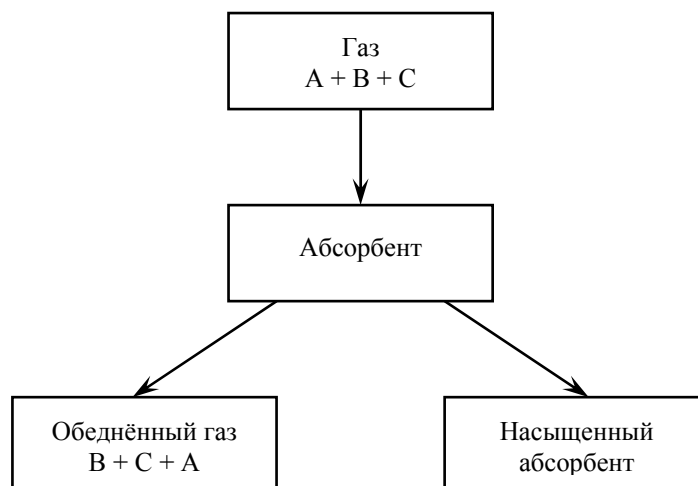 Газ
А + В + С
Абсорбент
Обеднённый газ
В + С + А
Насыщенный
абсорбент